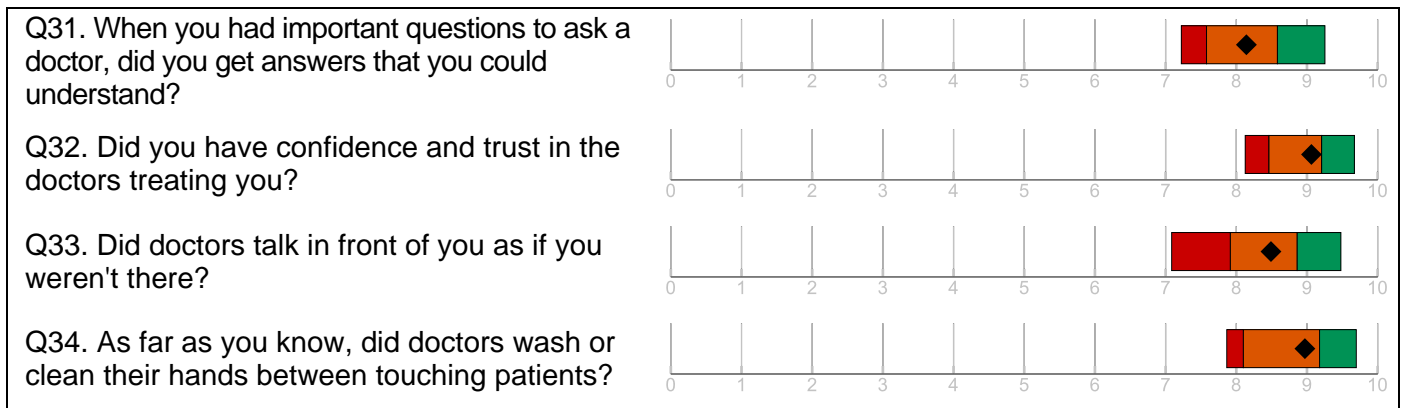 Q31. When you had important questions to ask a
doctor, did you get answers that you could
understand?
0 1 2 3 4 5 6 7 8 9 10
Q32. Did you have confidence and trust in the
doctors treating you?
0 1 2 3 4 5 6 7 8 9 10
Q33. Did doctors talk in front of you as if you
weren't there?
0 1 2 3 4 5 6 7 8 9 10
Q34. As far as you know, did doctors wash or
clean their hands between touching patients?
0 1 2 3 4 5 6 7 8 9 10